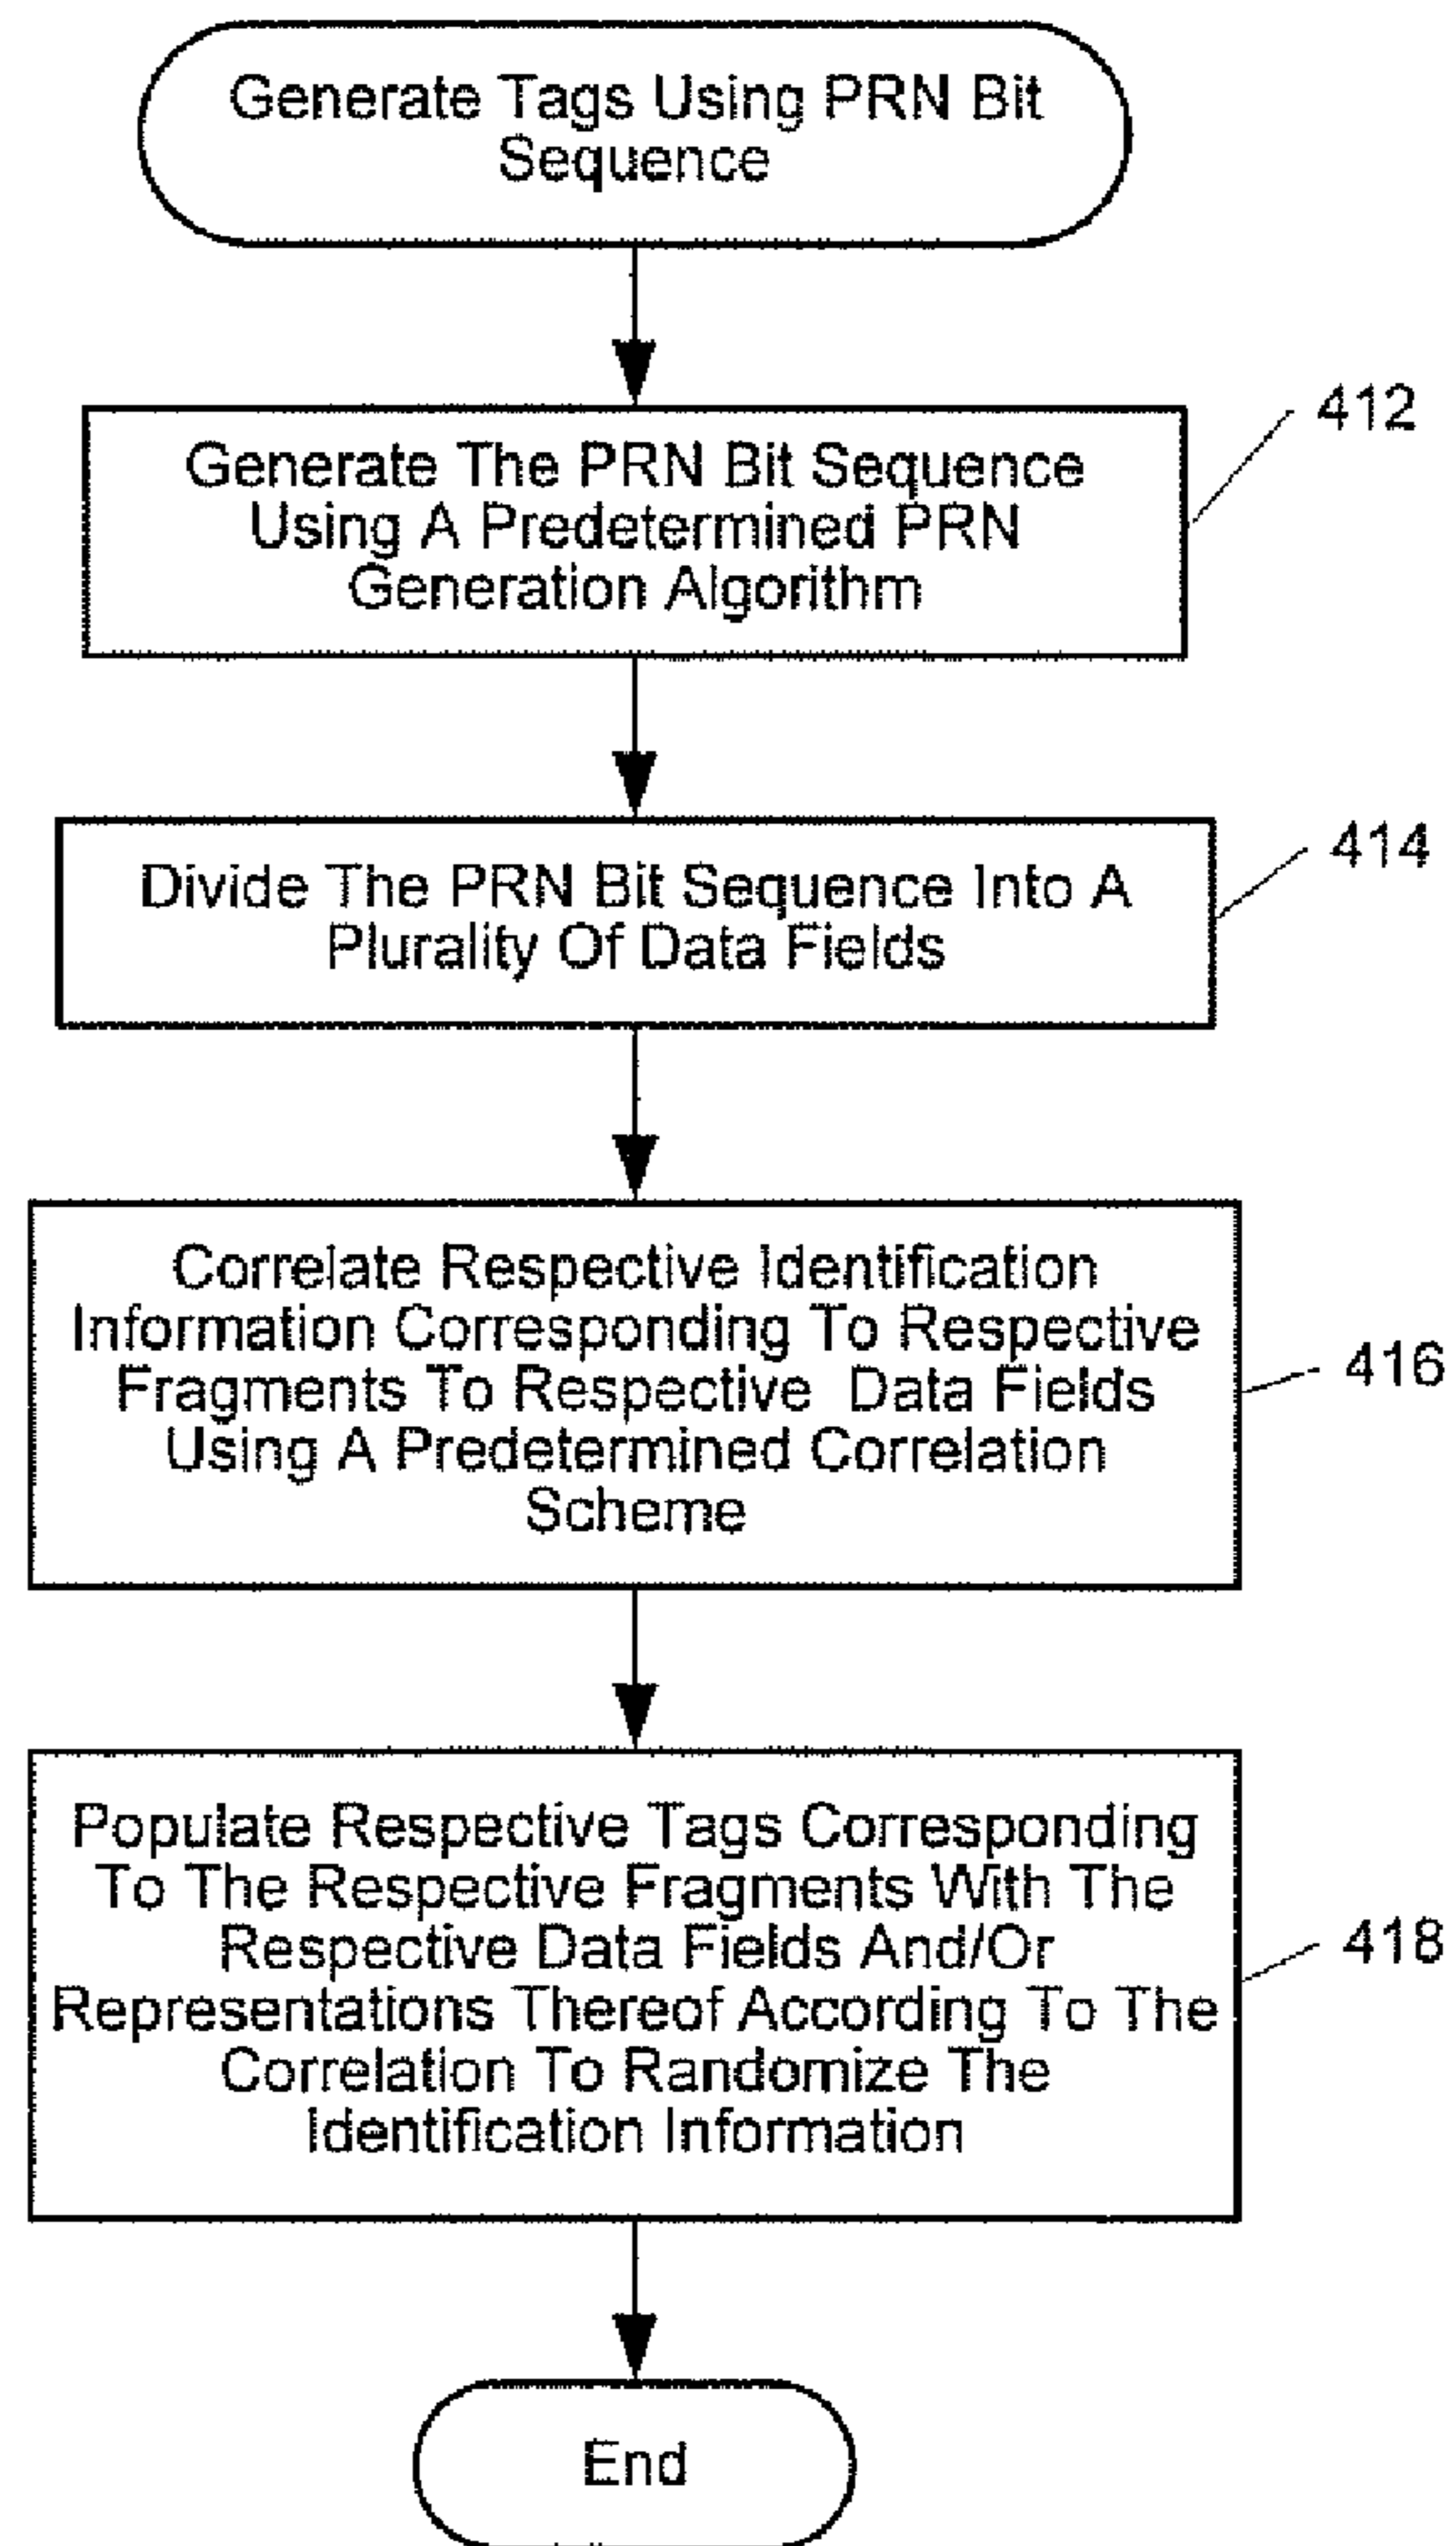 Generate Tags Using PRN Bit
Sequence
412
Generate The PRN Bit Sequence
Using A Predetermined PRN
Generation Algorithm
414
Divide The PRN Bit Sequence Into A
Plurality Of Data Fields
Correlate Respective Identification
Information Corresponding To Respective
Fragments To Respective Data Fields
Using A Predetermined Correlation
Scheme
416
Populate Respective Tags Corresponding
To The Respective Fragments With The
Respective Data Fields And/Or
Representations Thereof According To The
Correlation To Randomize The
Identification Information
418
End